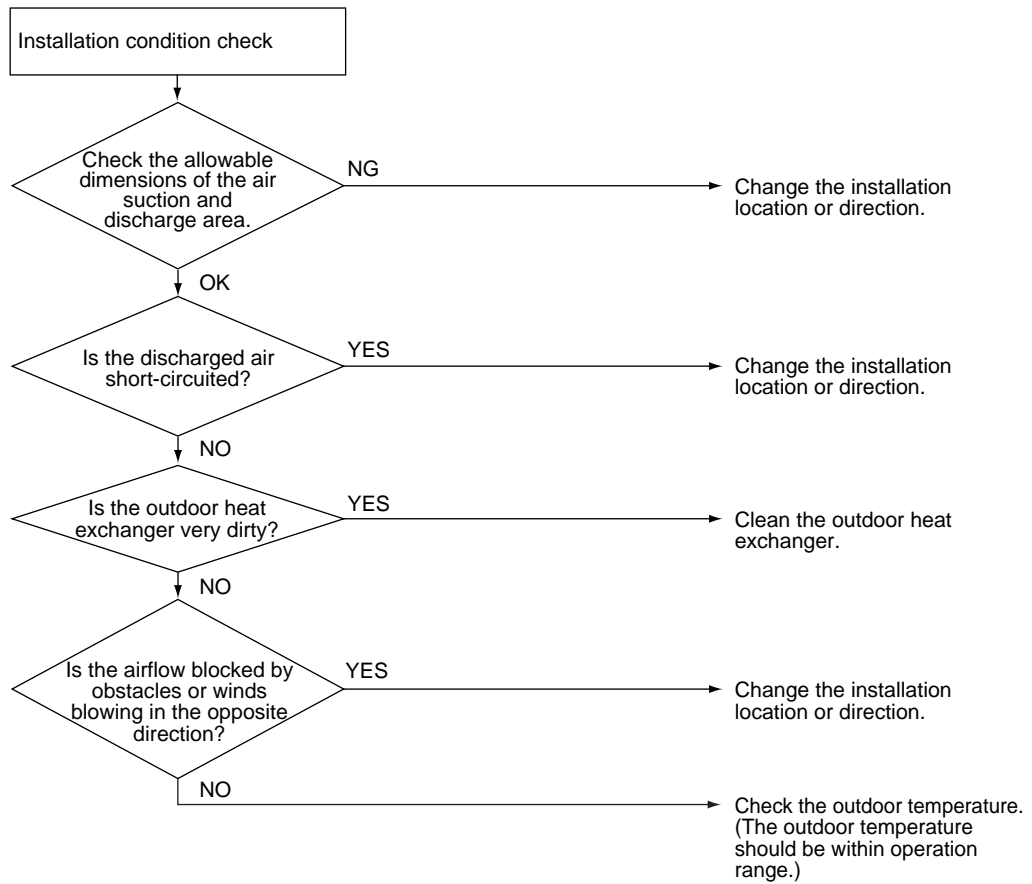 Installation condition check
Check the allowable
dimensions of the air
suction and
discharge area.
NG
Change the installation
location or direction.
OK
Is the discharged air
short-circuited?
YES
Change the installation
location or direction.
NO
Is the outdoor heat
exchanger very dirty?
YES
Clean the outdoor heat
exchanger.
NO
Is the airflow blocked by
obstacles or winds
blowing in the opposite
direction?
YES
Change the installation
location or direction.
NO
Check the outdoor temperature.
(The outdoor temperature
should be within operation
range.)